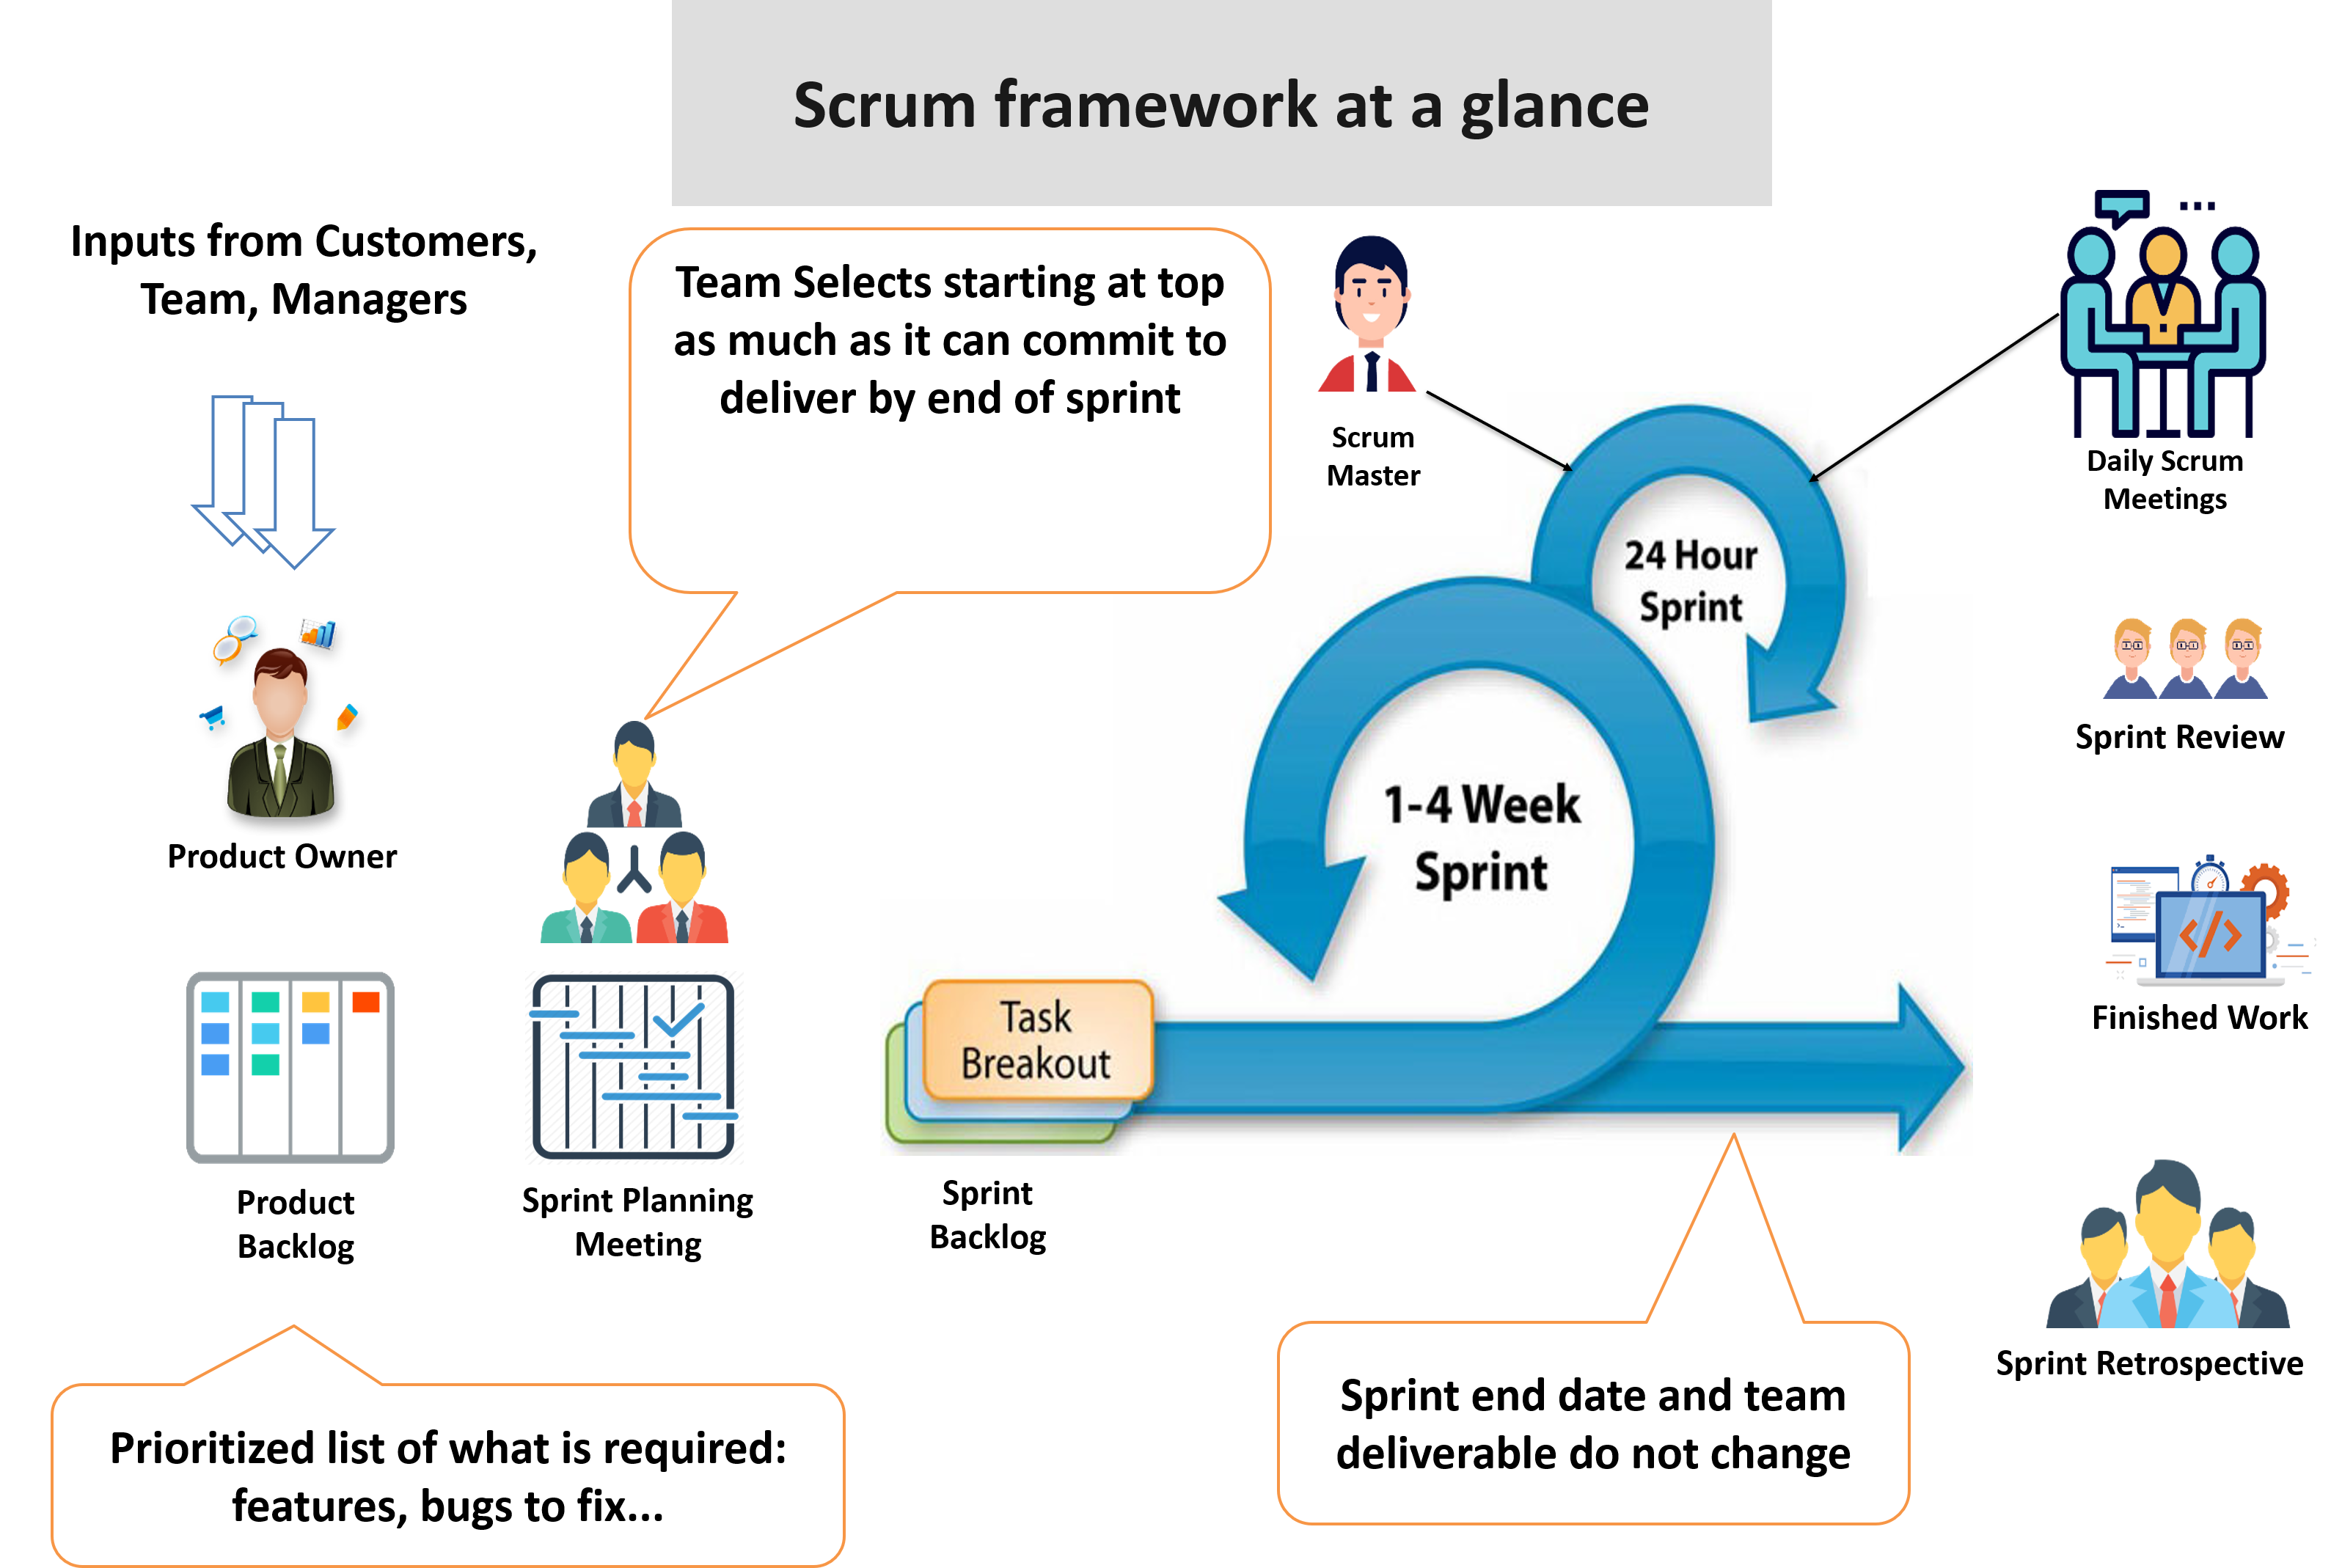 Scrum framework at a glance
Inputs from Customers,
Team, Managers
Team Selects starting at top
as much as it can commit to
deliver by end of sprint
Scrum
Master
Daily Scrum
Meetings
24 Hour
Sprint
Product Owner
1-4 Week
Sprint
Sprint Review
Task
Breakout
Finished Work
Product
Backlog
Sprint Planning
Meeting
Sprint
Backlog
Sprint Retrospective
Prioritized list of what is required:
features, bugs to fix...
Sprint end date and team
deliverable do not change